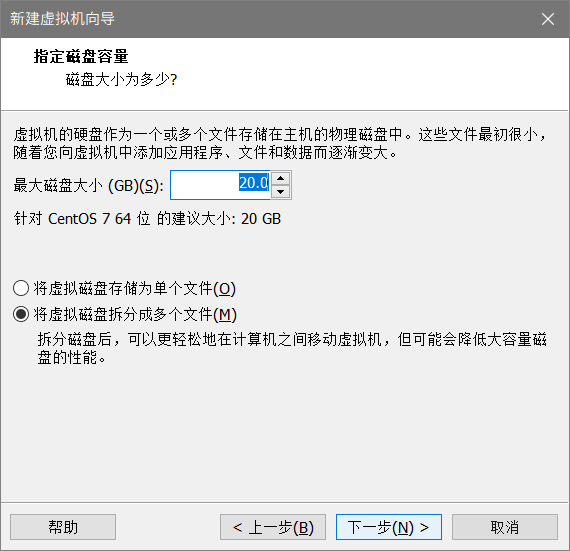 新建虚拟机向导
指定磁盘容量
磁盘大小为多少?
虚拟机的硬盘作为一个或多个文件存储在主机的物理磁盘中。这些文件最初很小，
随着您向虚拟机中添加应用程序、文件和数据而逐渐变大。
最大磁盘大小 (GB)(S): 20.0
针对 CentOS 7 64 位 的建议大小: 20 GB
将虚拟磁盘存储为单个文件(O)
将虚拟磁盘拆分成多个文件(M)
拆分磁盘后，可以更轻松地在计算机之间移动虚拟机，但可能会降低大容量磁
盘的性能。
帮助 < 上一步(B) 下一步(N) > 取消